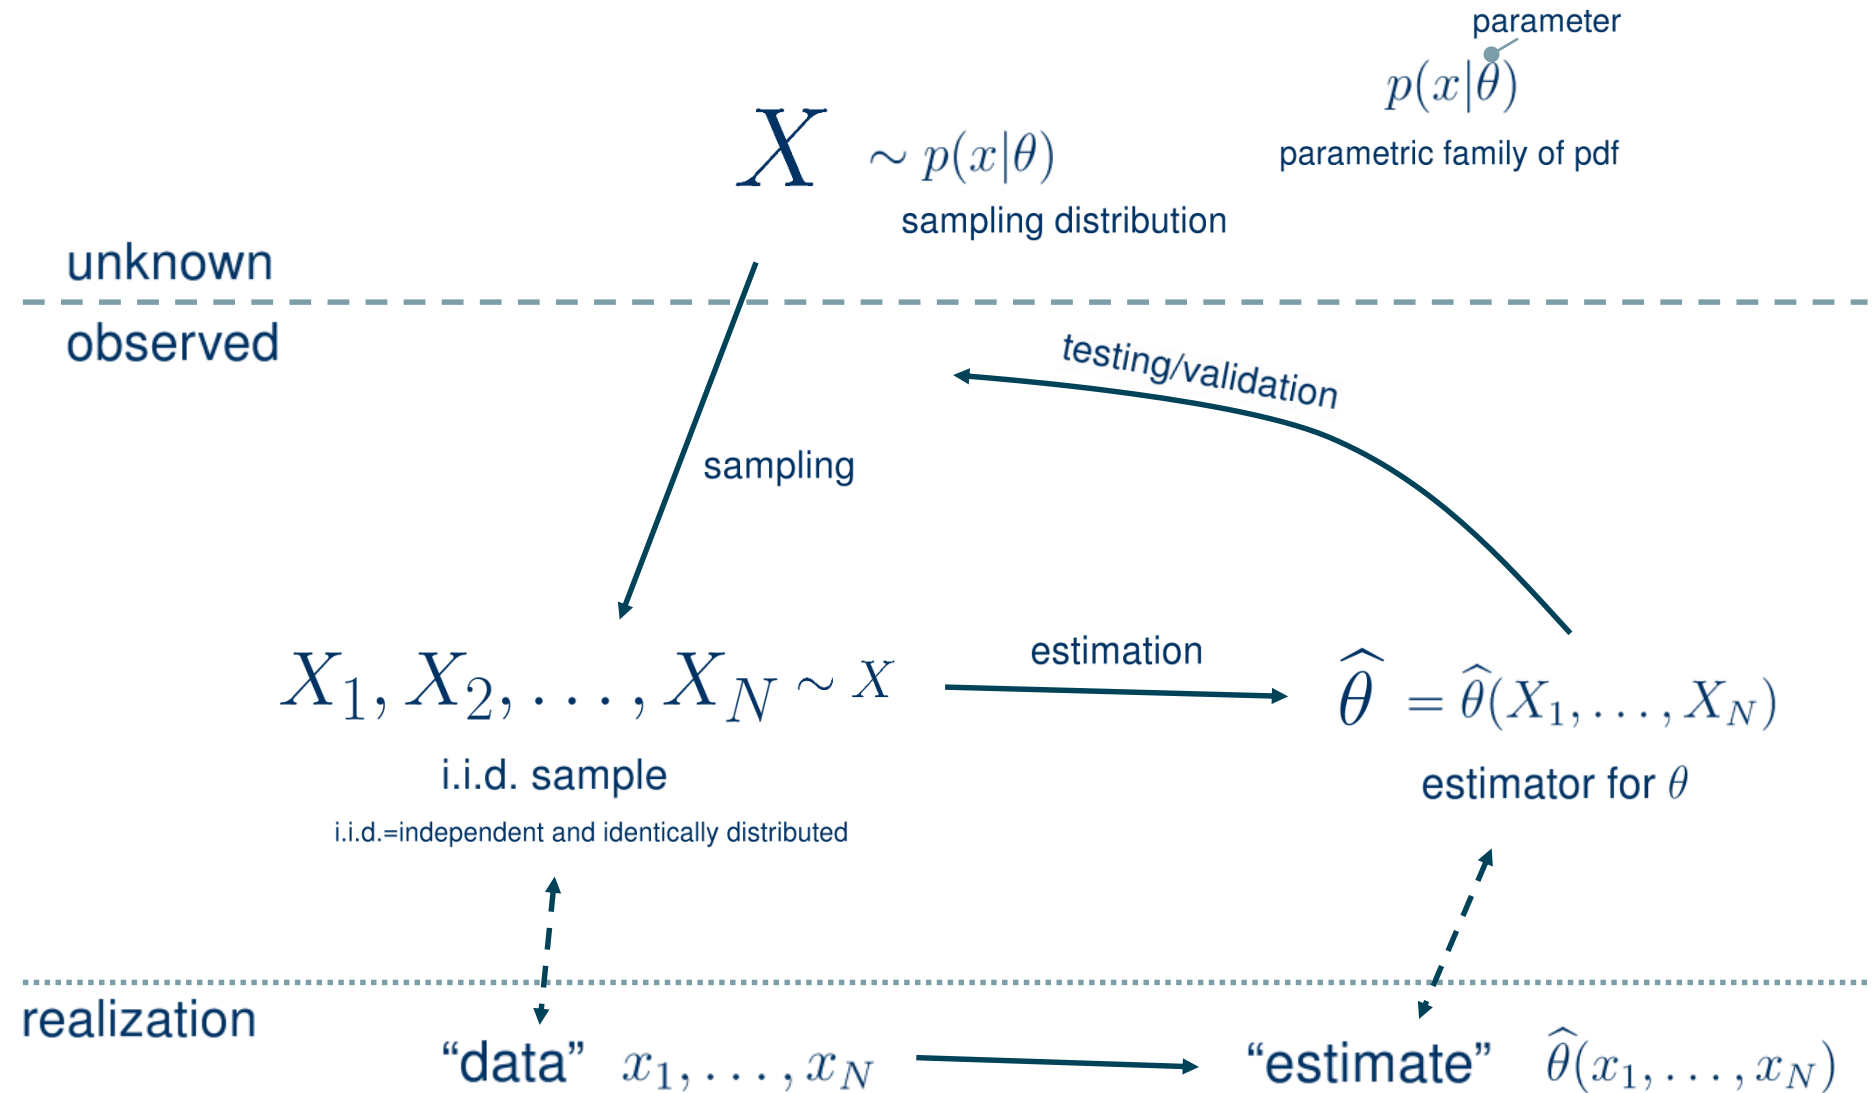 parameter
p(x|θ)
parametric family of pdf
X ∼ p(x|θ)
sampling distribution
unknown
observed
testing/validation
sampling
X₁, X₂, . . . , X_N ∼ X
i.i.d. sample
i.i.d.=independent and identically distributed
estimation
θ̂ = θ̂(X₁, . . . , X_N)
estimator for θ
realization
“data” x₁, . . . , x_N
“estimate” θ̂(x₁, . . . , x_N)